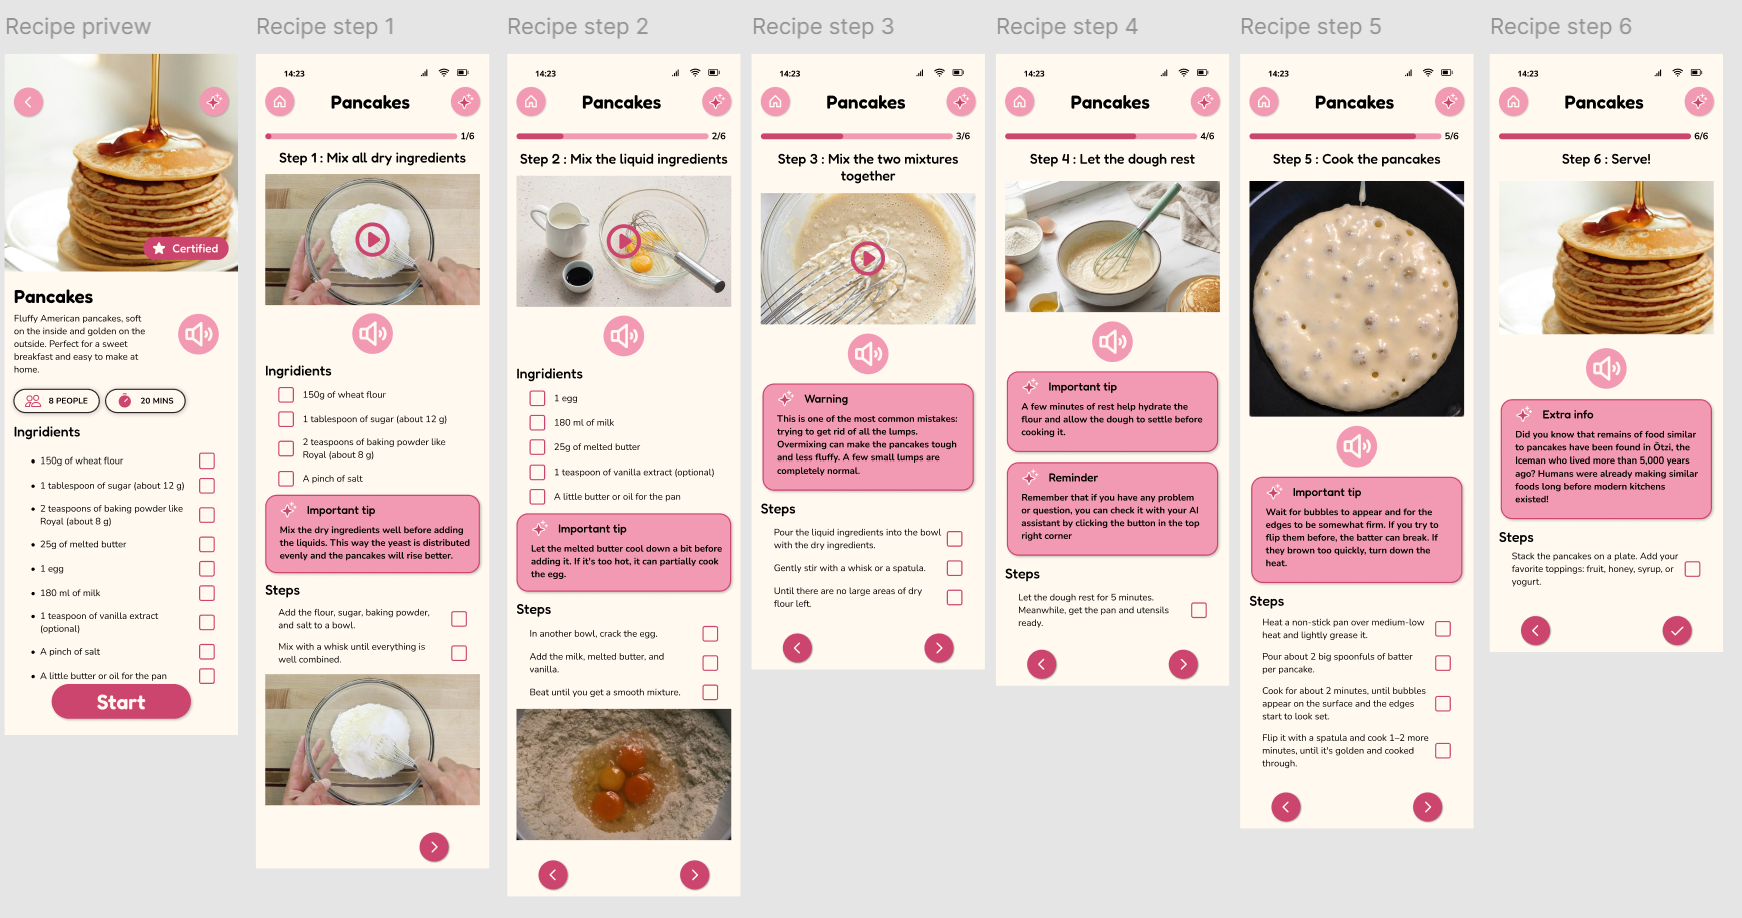 Recipe privew
Pancakes
Fluffy American pancakes, soft
on the inside and golden on the
outside. Perfect for a sweet
breakfast and easy to make at
home.
8 PEOPLE
20 MINS
Ingridients
• 150g of wheat flour
• 1 tablespoon of sugar (about 12 g)
• 2 teaspoons of baking powder like
Royal (about 8 g)
• 25g of melted butter
• 1 egg
• 180 ml of milk
• 1 teaspoon of vanilla extract
(optional)
• A pinch of salt
• A little butter or oil for the pan
Start
Certified
Recipe step 1
14:23
Pancakes
1/6
Step 1 : Mix all dry ingredients
Ingridients
150g of wheat flour
1 tablespoon of sugar (about 12 g)
2 teaspoons of baking powder like
Royal (about 8 g)
A pinch of salt
Important tip
Mix the dry ingredients well before adding
the liquids. This way the yeast is distributed
evenly and the pancakes will rise better.
Steps
Add the flour, sugar, baking powder,
and salt to a bowl.
Mix with a whisk until everything is
well combined.
Recipe step 2
14:23
Pancakes
2/6
Step 2 : Mix the liquid ingredients
Ingridients
1 egg
180 ml of milk
25g of melted butter
1 teaspoon of vanilla extract (optional)
A little butter or oil for the pan
Important tip
Let the melted butter cool down a bit before
adding it. If it's too hot, it can partially cook
the egg.
Steps
In another bowl, crack the egg.
Add the milk, melted butter, and
vanilla.
Beat until you get a smooth mixture.
Recipe step 3
14:23
Pancakes
3/6
Step 3 : Mix the two mixtures
together
Warning
This is one of the most common mistakes:
trying to get rid of all the lumps.
Overmixing can make the pancakes tough
and less fluffy. A few small lumps are
completely normal.
Steps
Pour the liquid ingredients into the bowl
with the dry ingredients.
Gently stir with a whisk or a spatula.
Until there are no large areas of dry
flour left.
Recipe step 4
14:23
Pancakes
4/6
Step 4 : Let the dough rest
Important tip
A few minutes of rest help hydrate the
flour and allow the dough to settle before
cooking it.
Reminder
Remember that if you have any problem
or question, you can check it with your AI
assistant by clicking the button in the top
right corner
Steps
Let the dough rest for 5 minutes.
Meanwhile, get the pan and utensils
ready.
Recipe step 5
14:23
Pancakes
5/6
Step 5 : Cook the pancakes
Important tip
Wait for bubbles to appear and for the
edges to be somewhat firm. If you try to
flip them before, the batter can break. If
they brown too quickly, turn down the
heat.
Steps
Heat a non-stick pan over medium-low
heat and lightly grease it.
Pour about 2 big spoonfuls of batter
per pancake.
Cook for about 2 minutes, until bubbles
appear on the surface and the edges
start to look set.
Flip it with a spatula and cook 1–2 more
minutes, until it's golden and cooked
through.
Recipe step 6
14:23
Pancakes
6/6
Step 6 : Serve!
Extra info
Did you know that remains of food similar
to pancakes have been found in Ötzi, the
Iceman who lived more than 5,000 years
ago? Humans were already making similar
foods long before modern kitchens
existed!
Steps
Stack the pancakes on a plate. Add your
favorite toppings: fruit, honey, syrup, or
yogurt.